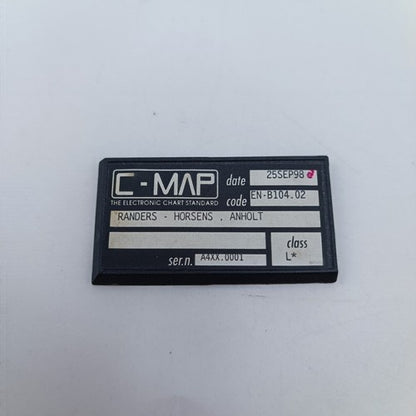 C-MAP
THE ELECTRONIC CHART STANDARD
date 25SEP98
code EN-B104.02
RANDERS - HORSENS , ANHOLT
class
L*
ser.n. A4XX.0001